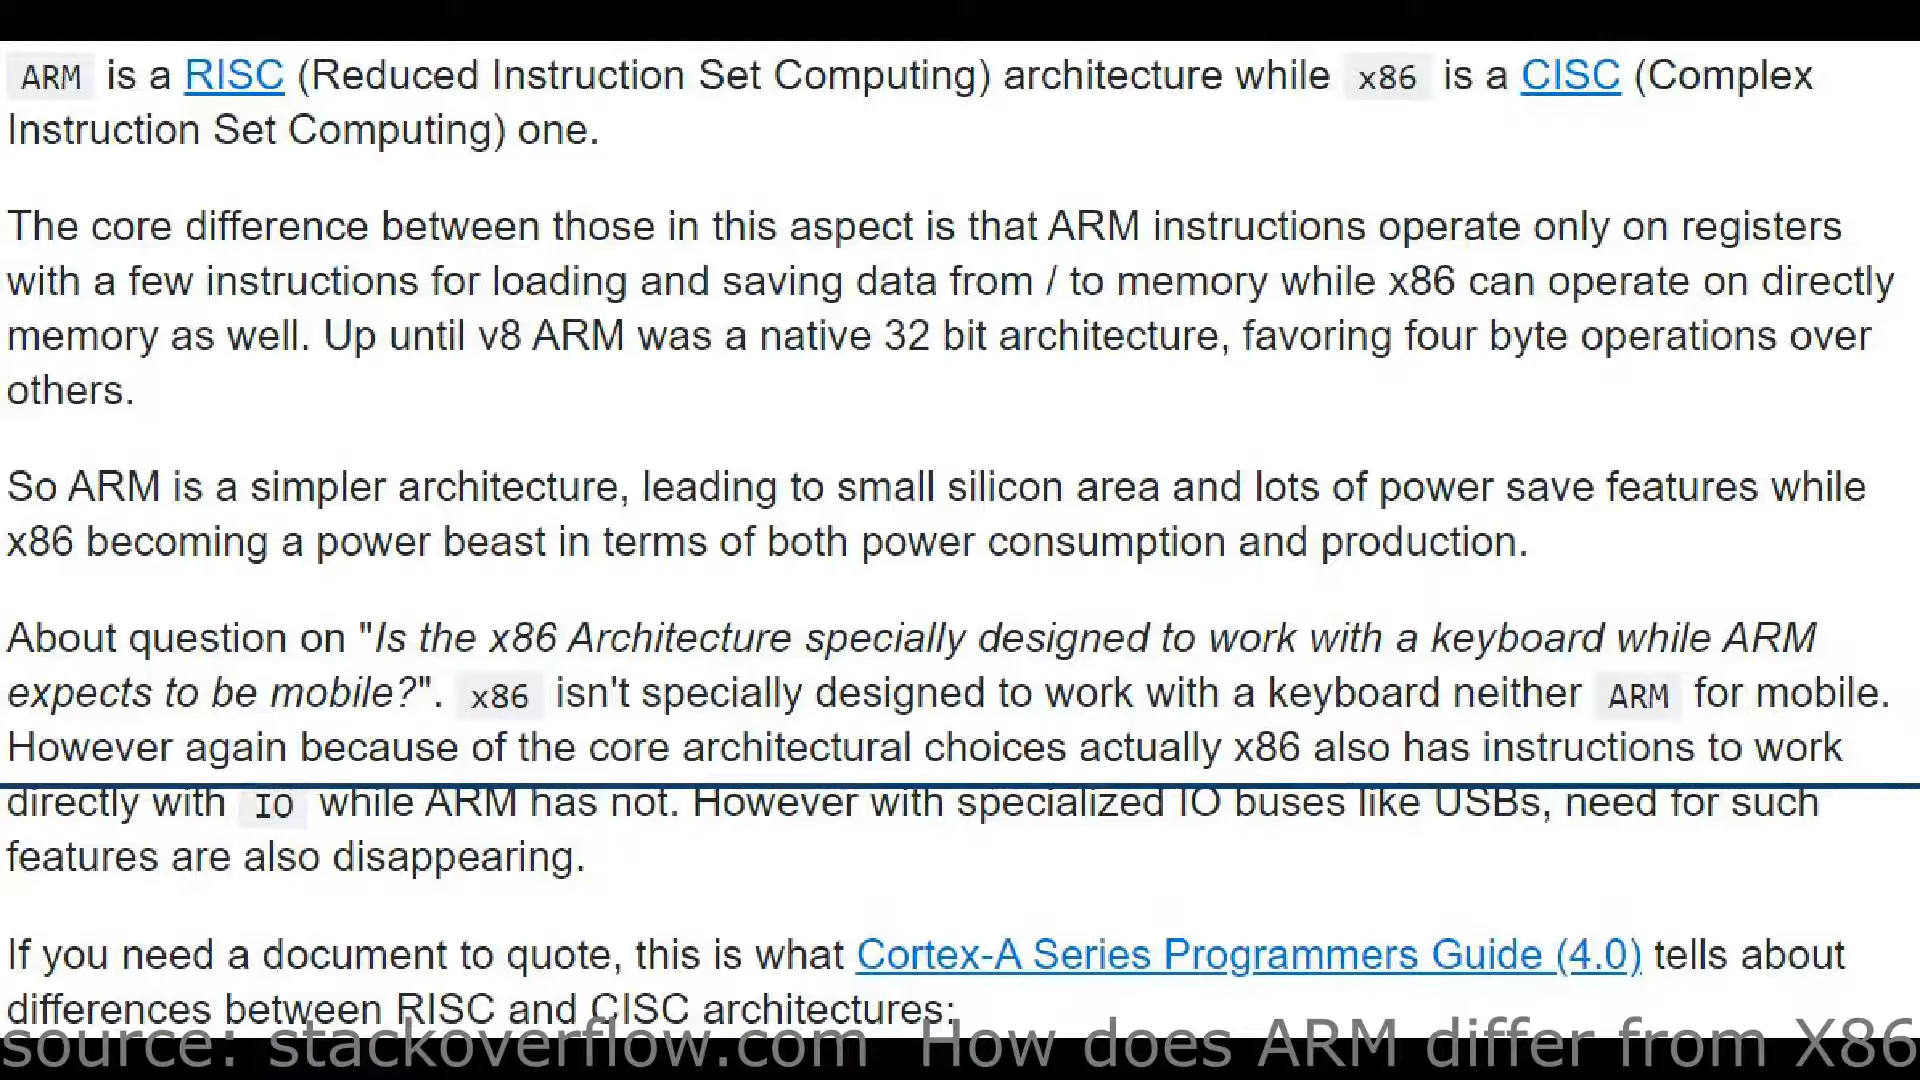 ARM is a RISC (Reduced Instruction Set Computing) architecture while x86 is a CISC (Complex
Instruction Set Computing) one.
The core difference between those in this aspect is that ARM instructions operate only on registers
with a few instructions for loading and saving data from / to memory while x86 can operate on directly
memory as well. Up until v8 ARM was a native 32 bit architecture, favoring four byte operations over
others.
So ARM is a simpler architecture, leading to small silicon area and lots of power save features while
x86 becoming a power beast in terms of both power consumption and production.
About question on "Is the x86 Architecture specially designed to work with a keyboard while ARM
expects to be mobile?". x86 isn't specially designed to work with a keyboard neither ARM for mobile.
However again because of the core architectural choices actually x86 also has instructions to work
directly with IO while ARM has not. However with specialized IO buses like USBs, need for such
features are also disappearing.
If you need a document to quote, this is what Cortex-A Series Programmers Guide (4.0) tells about
differences between RISC and CISC architectures:
source: stackoverflow.com How does ARM differ from X86